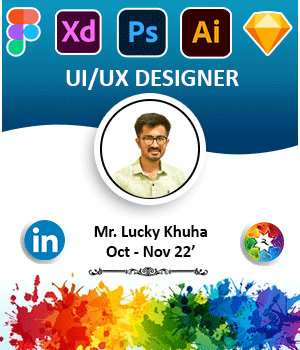 Xd Ps Ai
UI/UX DESIGNER
in
Mr. Lucky Khuha
Oct - Nov 22’